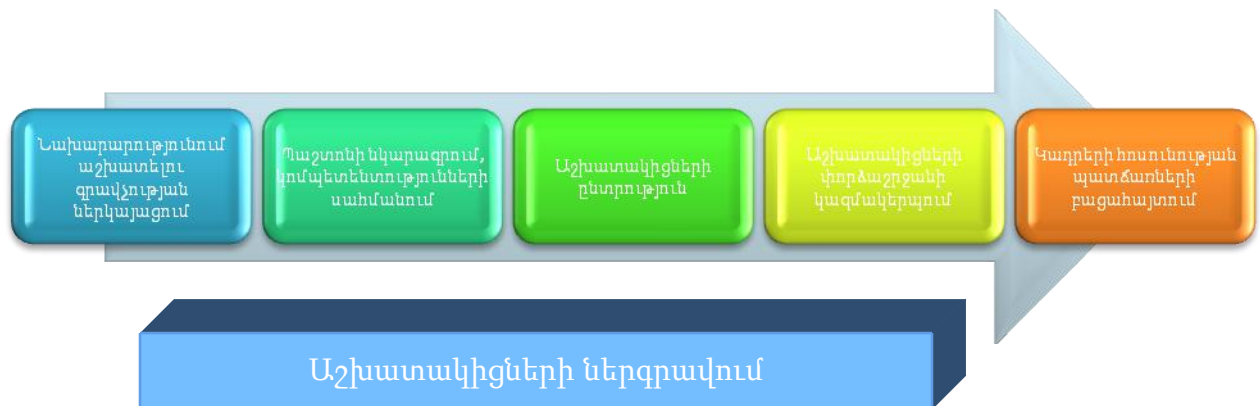 Նախարարությունում
աշխատելու
գրավչության
ներկայացում
Պաշտոնի նկարագրում,
կոմպետենտությունների
սահմանում
Աշխատակիցների
ընտրություն
Աշխատակիցների
փորձաշրջանի
կազմակերպում
Կադրերի հոսունության
պատճառների
բացահայտում
Աշխատակիցների ներգրավում